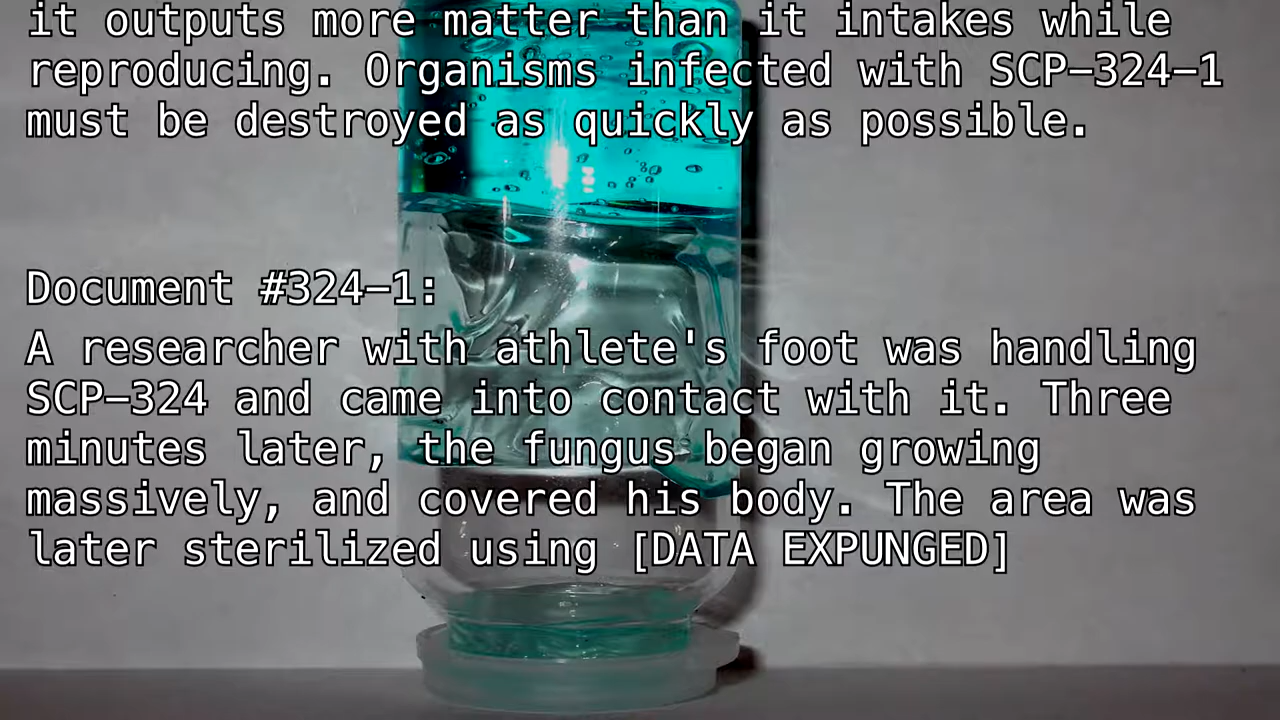 it outputs more matter than it intakes while
reproducing. Organisms infected with SCP-324-1
must be destroyed as quickly as possible.
Document #324-1:
A researcher with athlete's foot was handling
SCP-324 and came into contact with it. Three
minutes later, the fungus began growing
massively, and covered his body. The area was
later sterilized using [DATA EXPUNGED]